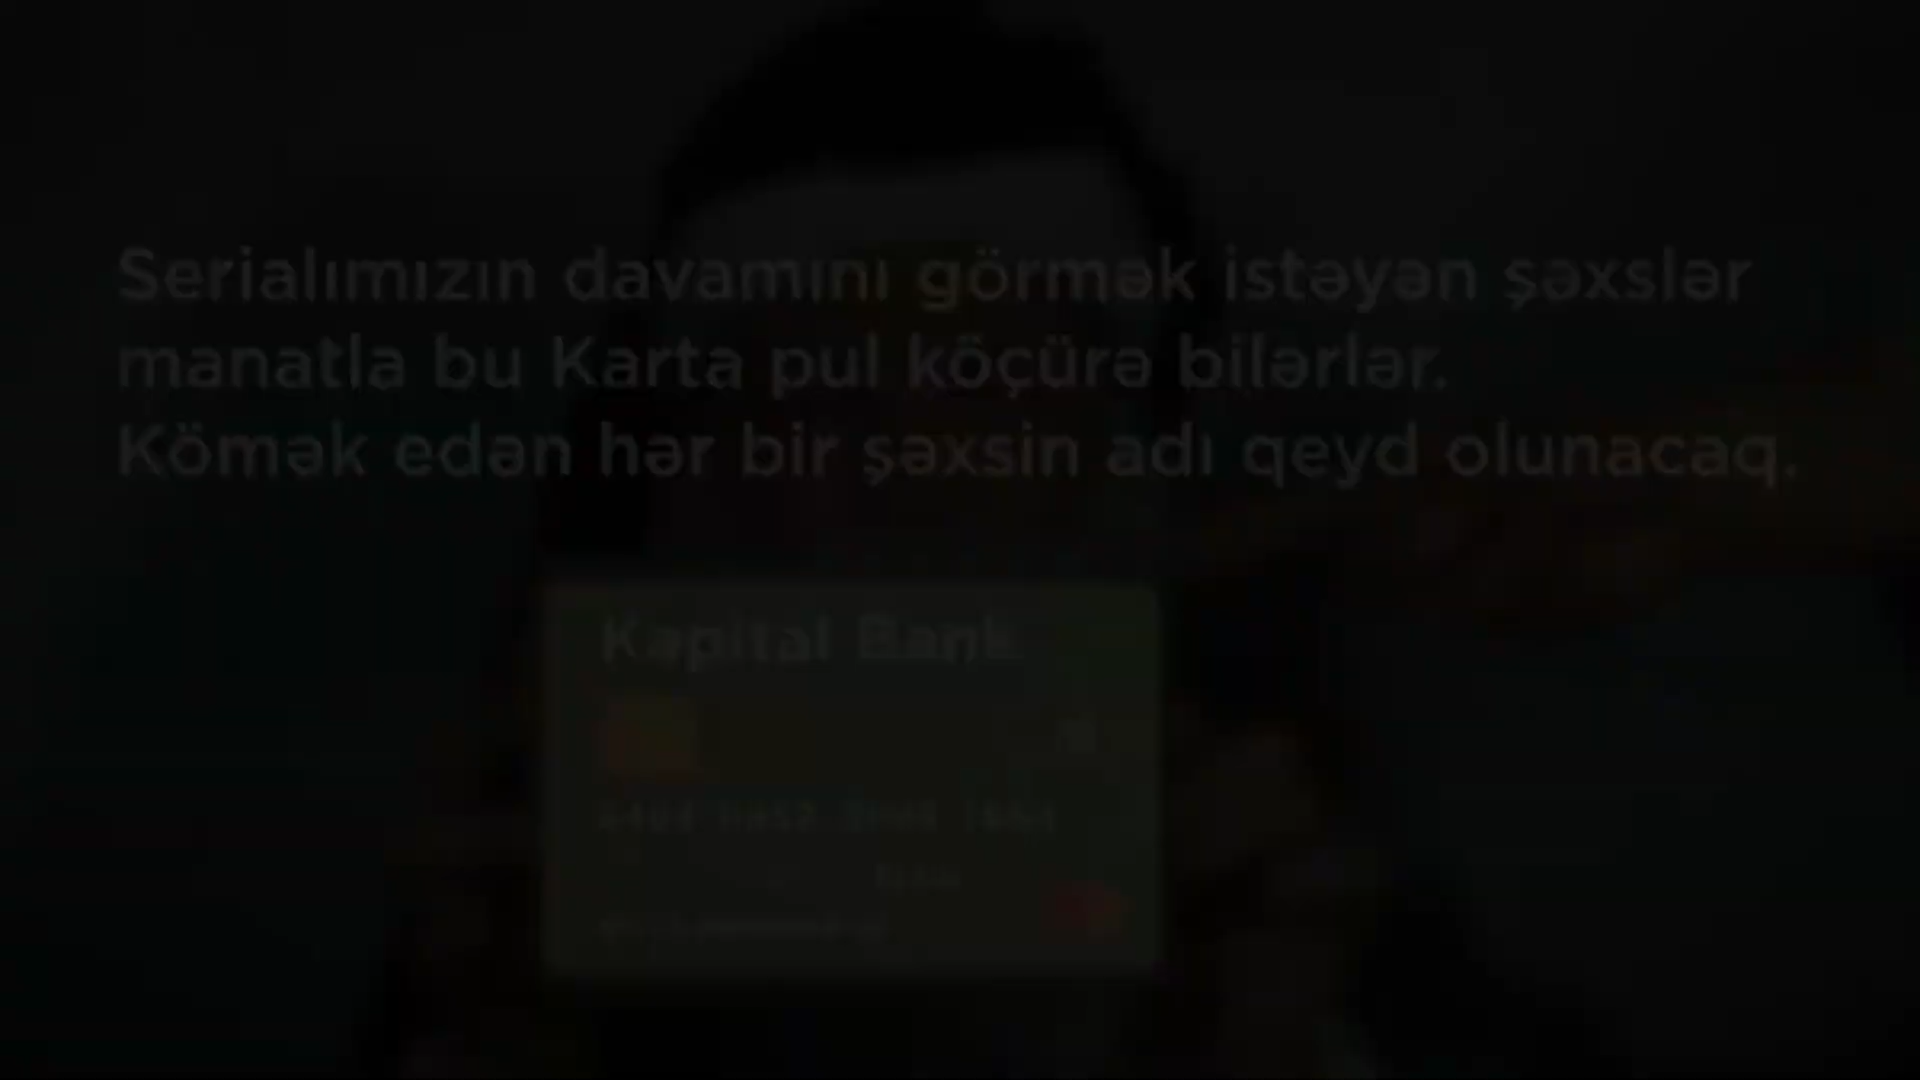 Serialımızın davamını görmək istəyən şəxslər
manatla bu Karta pul köçürə bilərlər.
Kömək edən hər bir şəxsin adı qeyd olunacaq.
Kapital Bank